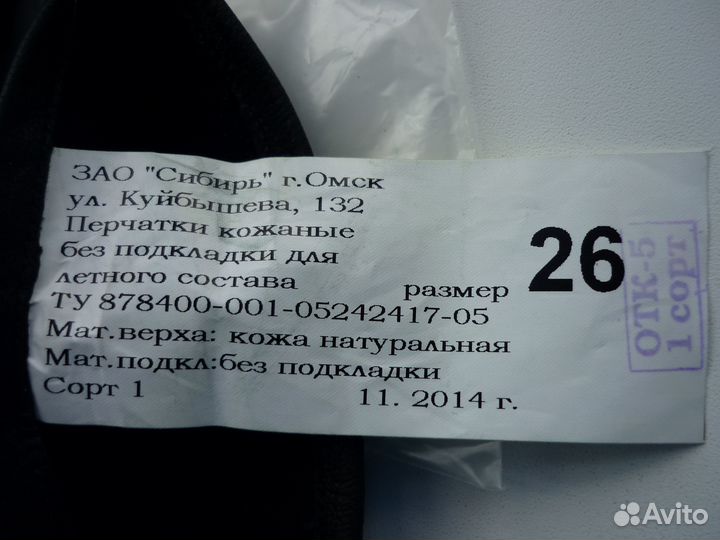 ЗАО "Сибирь" г.Омск
ул. Куйбышева, 132
Перчатки кожаные
без подкладки для
летного состава размер 26
ТУ 878400-001-05242417-05
Мат.верха: кожа натуральная
Мат.подкл:без подкладки
Сорт 1 11. 2014 г.
ОТК-5
1 сорт
Avito